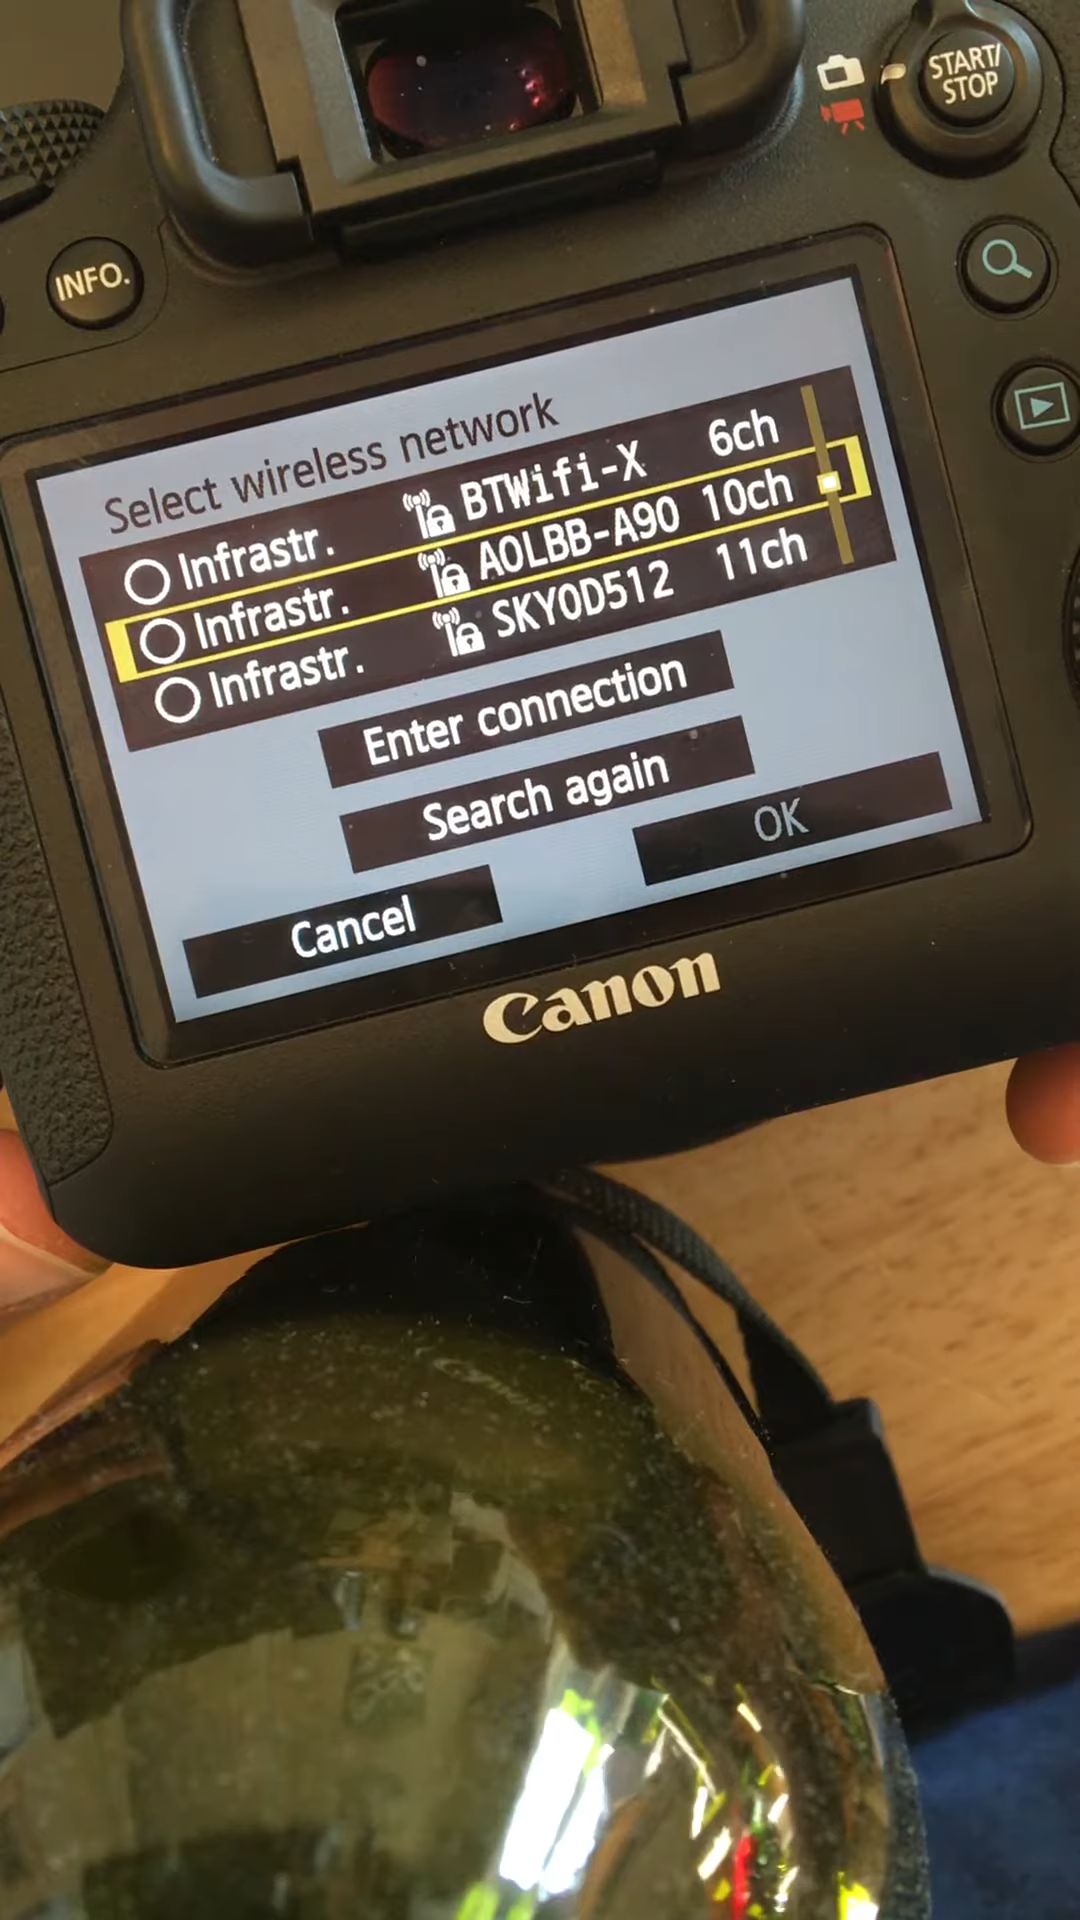 START/
STOP
INFO.
Select wireless network
Infrastr. BTWifi-X 6ch
Infrastr. AOLBB-A90 10ch
Infrastr. SKY0D512 11ch
Enter connection
Search again
OK
Cancel
Canon